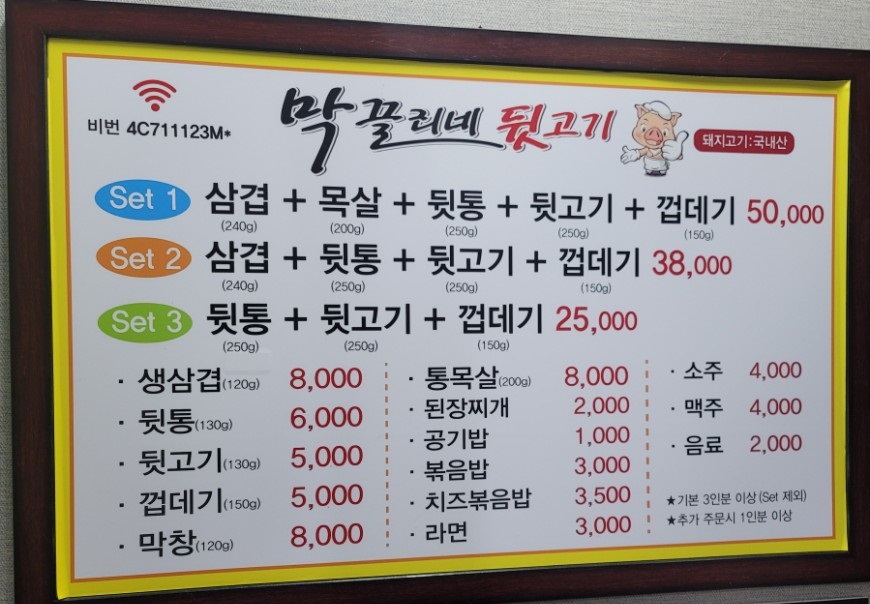 비번 4C711123M*
막끌리네 뒷고기
돼지고기:국내산
Set 1 삼겹 + 목살 + 뒷통 + 뒷고기 + 껍데기 50,000
(240g) (200g) (250g) (250g) (150g)
Set 2 삼겹 + 뒷통 + 뒷고기 + 껍데기 38,000
(240g) (250g) (250g) (150g)
Set 3 뒷통 + 뒷고기 + 껍데기 25,000
(250g) (250g) (150g)
· 생삼겹(120g) 8,000
· 뒷통(130g) 6,000
· 뒷고기(130g) 5,000
· 껍데기(150g) 5,000
· 막창(120g) 8,000
· 통목살(200g) 8,000
· 된장찌개 2,000
· 공기밥 1,000
· 볶음밥 3,000
· 치즈볶음밥 3,500
· 라면 3,000
· 소주 4,000
· 맥주 4,000
· 음료 2,000
★기본 3인분 이상(Set 제외)
★추가 주문시 1인분 이상